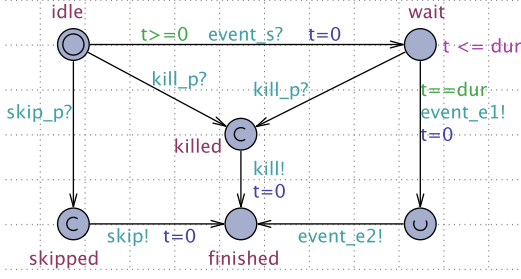 idle
wait
t>=0 event_s? t=0
t <= dur
kill_p?
kill_p?
t==dur
skip_p?
event_e1!
t=0
C
killed
kill!
t=0
C
skip! t=0
event_e2!
U
skipped
finished